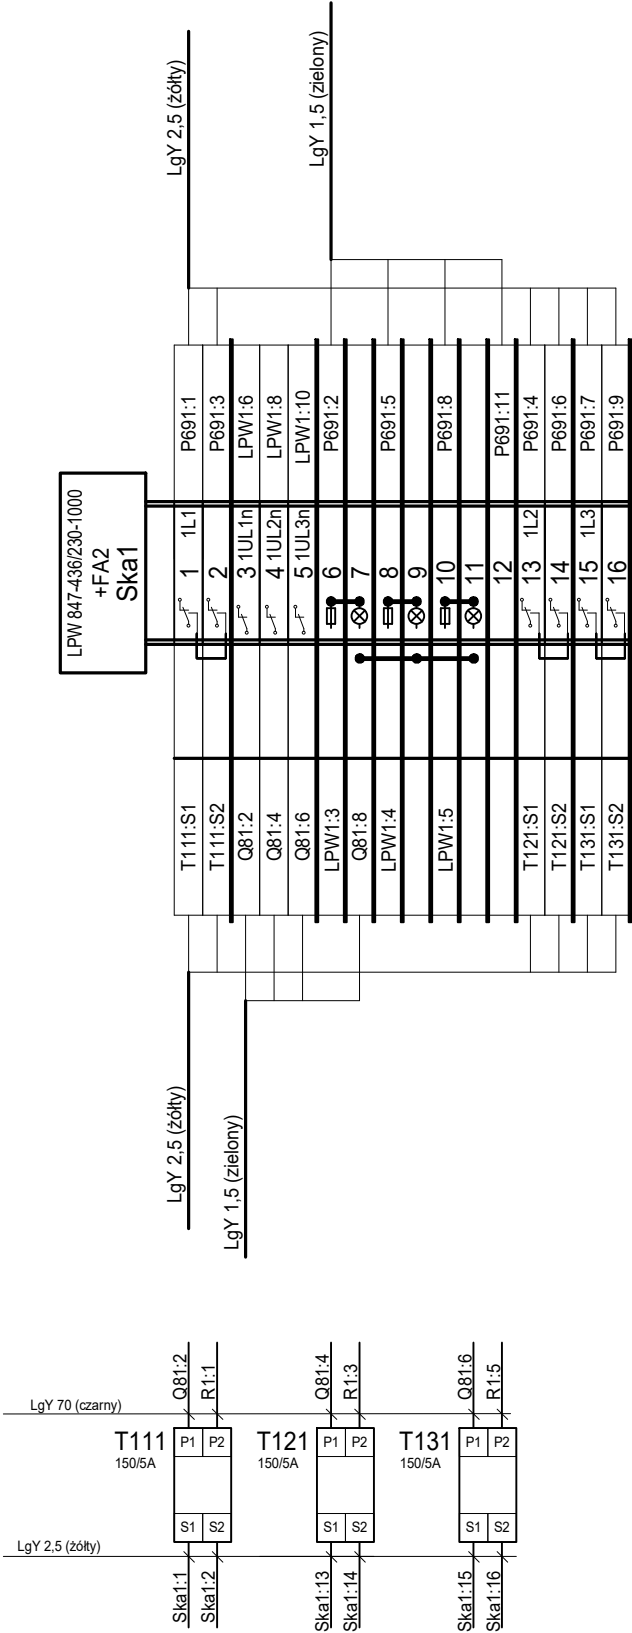 LgY 2,5 (żółty)
LgY 1,5 (zielony)
LPW 847-436/230-1000
+FA2
Ska1
P691:1
P691:3
LPW1:6
LPW1:8
LPW1:10
P691:2
P691:5
P691:8
P691:11
P691:4
P691:6
P691:7
P691:9
1 1L1
2
3 1UL1n
4 1UL2n
5 1UL3n
6
7
8
9
10
11
12
13 1L2
14
15 1L3
16
T111:S1
T111:S2
Q81:2
Q81:4
Q81:6
LPW1:3
Q81:8
LPW1:4
LPW1:5
T121:S1
T121:S2
T131:S1
T131:S2
LgY 2,5 (żółty)
LgY 1,5 (zielony)
Q81:2
R1:1
Q81:4
R1:3
Q81:6
R1:5
LgY 70 (czarny)
T111
150/5A
P1 P2
S1 S2
T121
150/5A
P1 P2
S1 S2
T131
150/5A
P1 P2
S1 S2
LgY 2,5 (żółty)
Ska1:1
Ska1:2
Ska1:13
Ska1:14
Ska1:15
Ska1:16